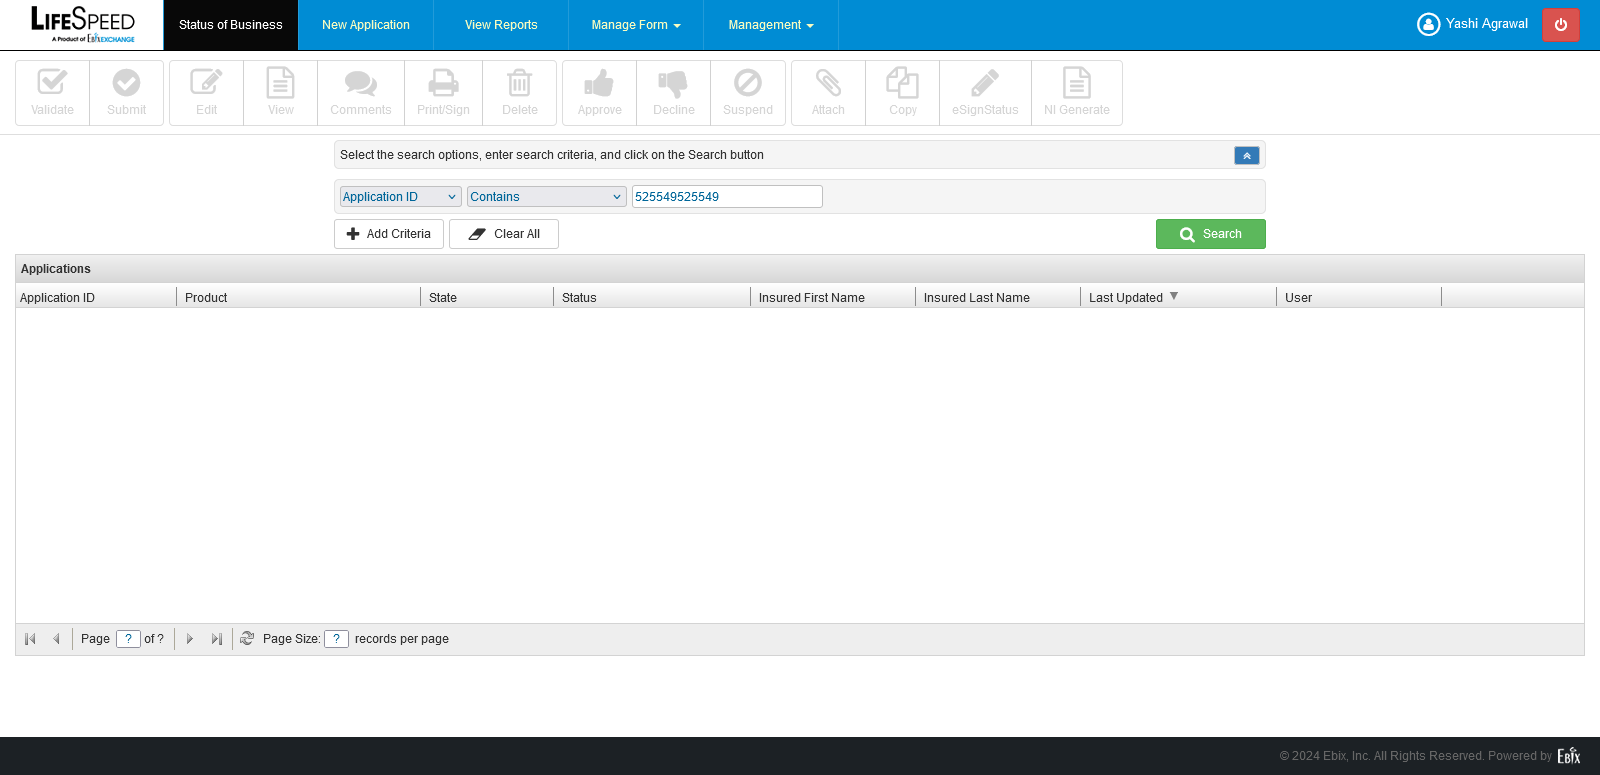 LIFESPEED
A Product of EbixEXCHANGE
Status of Business
New Application
View Reports
Manage Form
Management
Yashi Agrawal
Validate
Submit
Edit
View
Comments
Print/Sign
Delete
Approve
Decline
Suspend
Attach
Copy
eSignStatus
NI Generate
Select the search options, enter search criteria, and click on the Search button
Application ID
Contains
525549525549
Add Criteria
Clear All
Search
Applications
Application ID
Product
State
Status
Insured First Name
Insured Last Name
Last Updated
User
Page ? of ?
Page Size: ? records per page
© 2024 Ebix, Inc. All Rights Reserved. Powered by Ebix